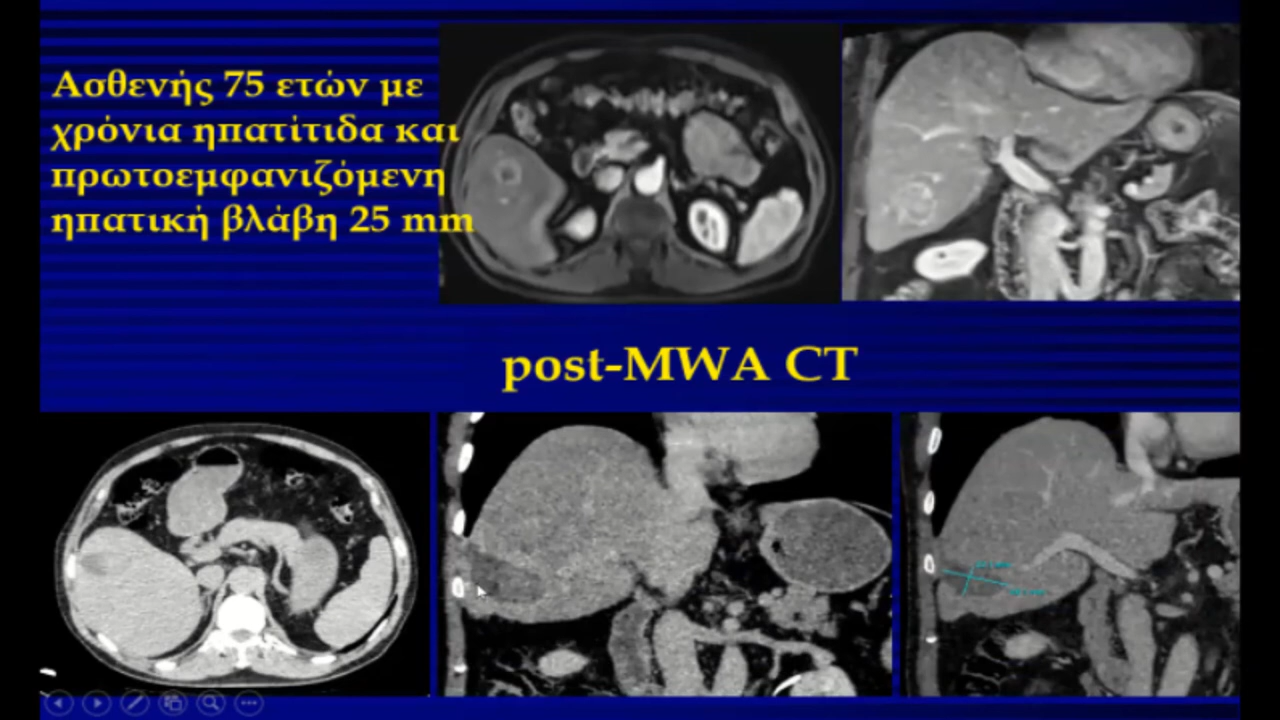 Ασθενής 75 ετών με
χρόνια ηπατίτιδα και
πρωτοεμφανιζόμενη
ηπατική βλάβη 25 mm
post-MWA CT